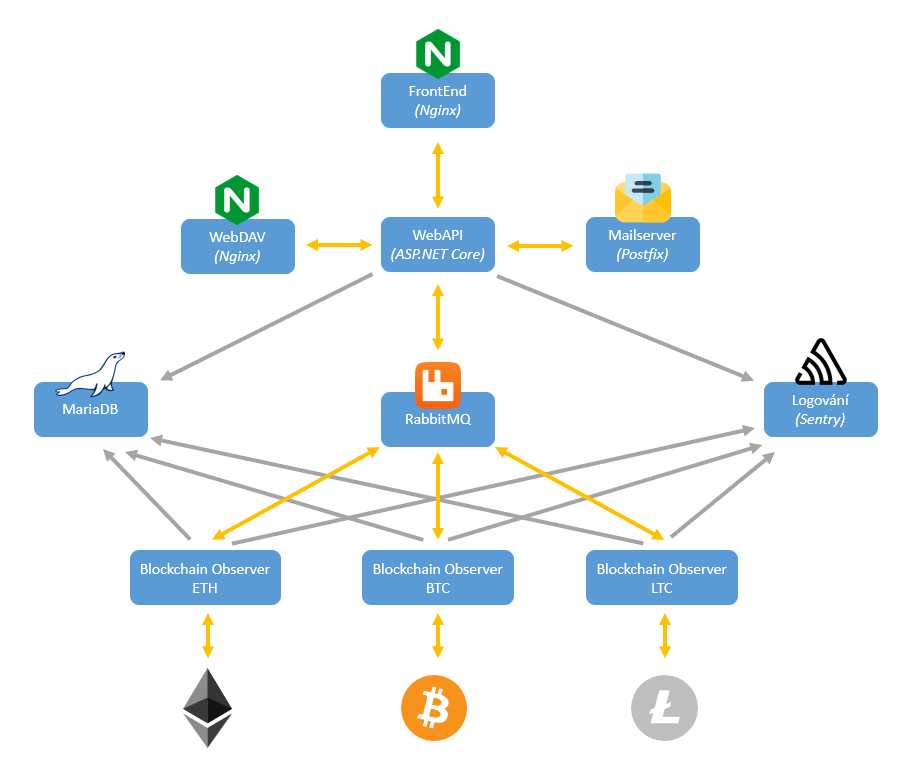 FrontEnd
(Nginx)
WebDAV
(Nginx)
WebAPI
(ASP.NET Core)
Mailserver
(Postfix)
MariaDB
RabbitMQ
Logování
(Sentry)
Blockchain Observer
ETH
Blockchain Observer
BTC
Blockchain Observer
LTC